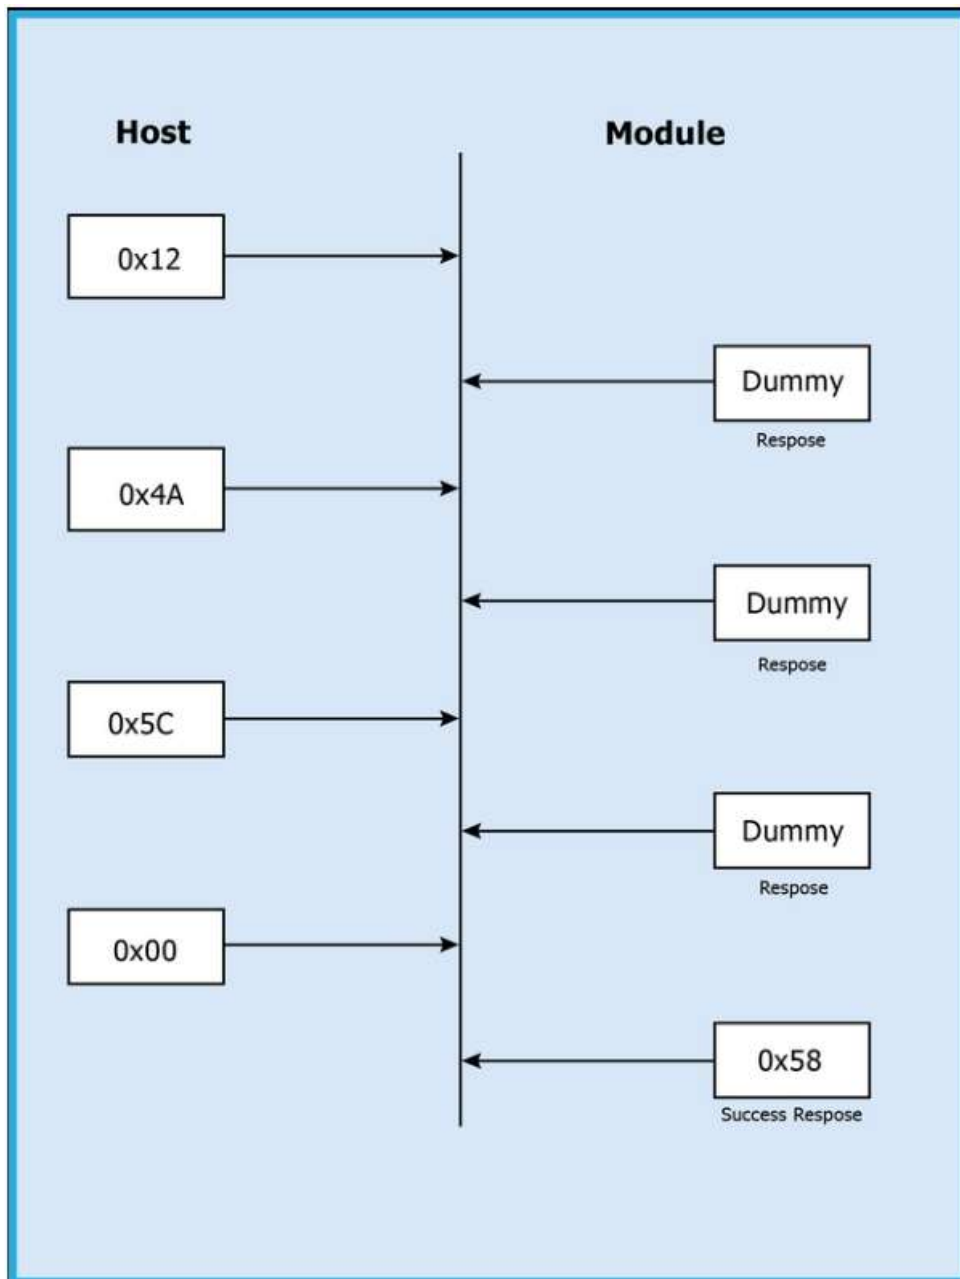 Host
Module
0x12
Dummy
Respose
0x4A
Dummy
Respose
0x5C
Dummy
Respose
0x00
0x58
Success Respose